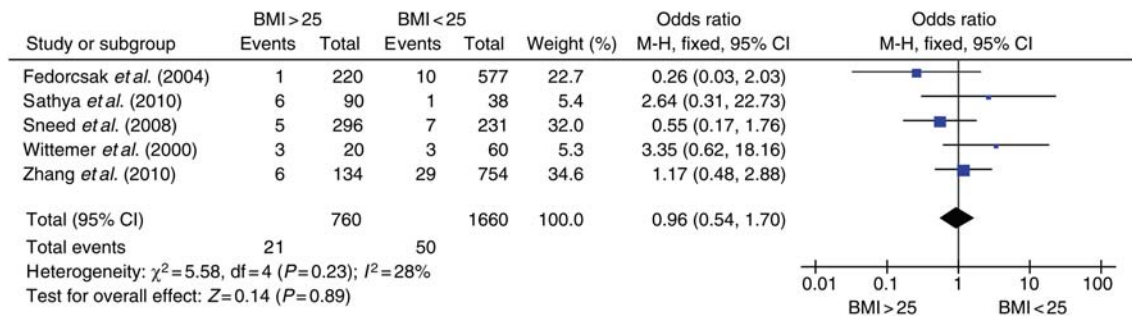 BMI>25 BMI<25 Odds ratio Odds ratio
Study or subgroup Events Total Events Total Weight (%) M-H, fixed, 95% CI M-H, fixed, 95% CI
Fedorcsak et al. (2004) 1 220 10 577 22.7 0.26 (0.03, 2.03)
Sathya et al. (2010) 6 90 1 38 5.4 2.64 (0.31, 22.73)
Sneed et al. (2008) 5 296 7 231 32.0 0.55 (0.17, 1.76)
Wittemer et al. (2000) 3 20 3 60 5.3 3.35 (0.62, 18.16)
Zhang et al. (2010) 6 134 29 754 34.6 1.17 (0.48, 2.88)
Total (95% CI) 760 1660 100.0 0.96 (0.54, 1.70)
Total events 21 50
Heterogeneity: χ²=5.58, df=4 (P=0.23); I²=28%
Test for overall effect: Z=0.14 (P=0.89)
0.01 0.1 1 10 100
BMI>25 BMI<25